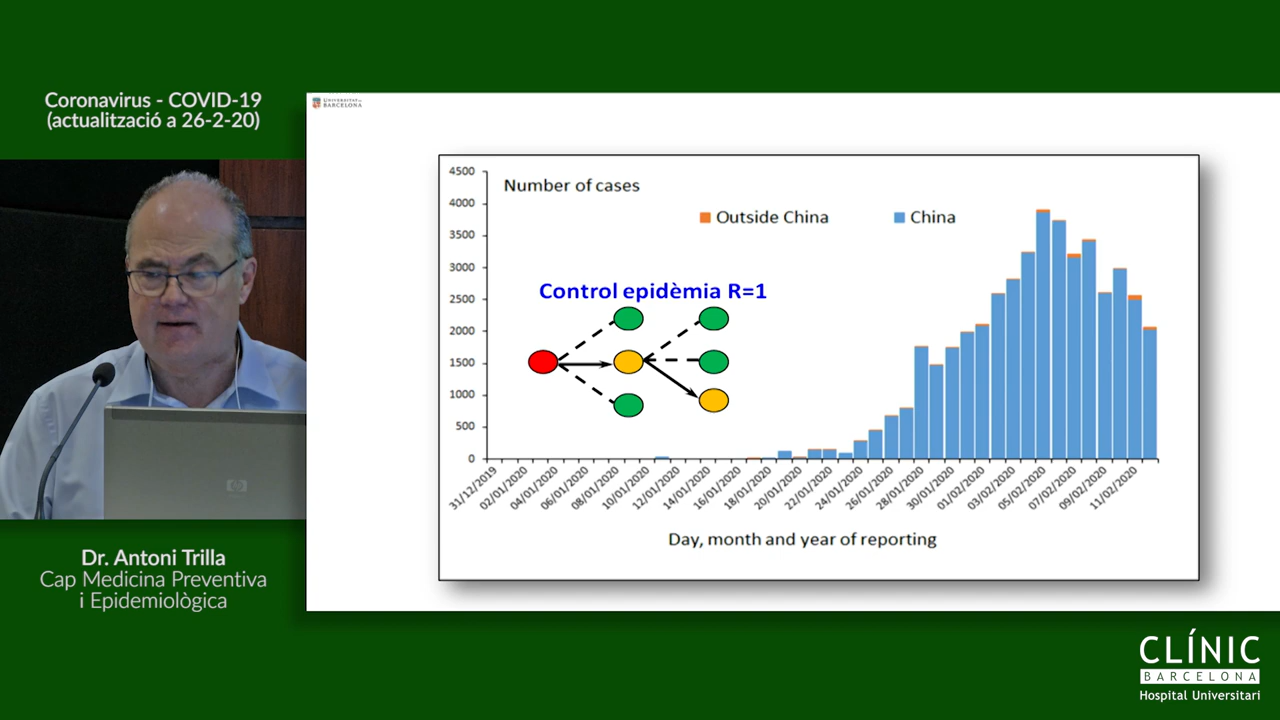 Coronavirus - COVID-19
(actualització a 26-2-20)
UNIVERSITAT DE
BARCELONA
4500
4000
3500
3000
2500
2000
1500
1000
500
0
Number of cases
Outside China
China
Control epidèmia R=1
31/12/2019
02/01/2020
04/01/2020
06/01/2020
08/01/2020
10/01/2020
12/01/2020
14/01/2020
16/01/2020
18/01/2020
20/01/2020
22/01/2020
24/01/2020
26/01/2020
28/01/2020
30/01/2020
01/02/2020
03/02/2020
05/02/2020
07/02/2020
09/02/2020
11/02/2020
Day, month and year of reporting
hp
Dr. Antoni Trilla
Cap Medicina Preventiva
i Epidemiològica
CLÍNIC
BARCELONA
Hospital Universitari